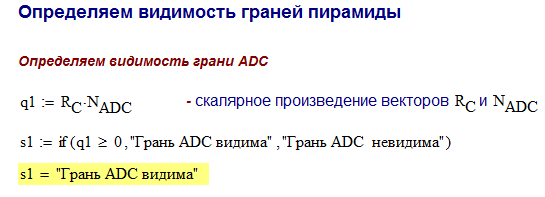 Определяем видимость граней пирамиды
Определяем видимость грани ADC
q1 := R_C·N_ADC - скалярное произведение векторов R_C и N_ADC
s1 := if(q1 ≥ 0,"Грань ADC видима" ,"Грань ADC невидима")
s1 = "Грань ADC видима"